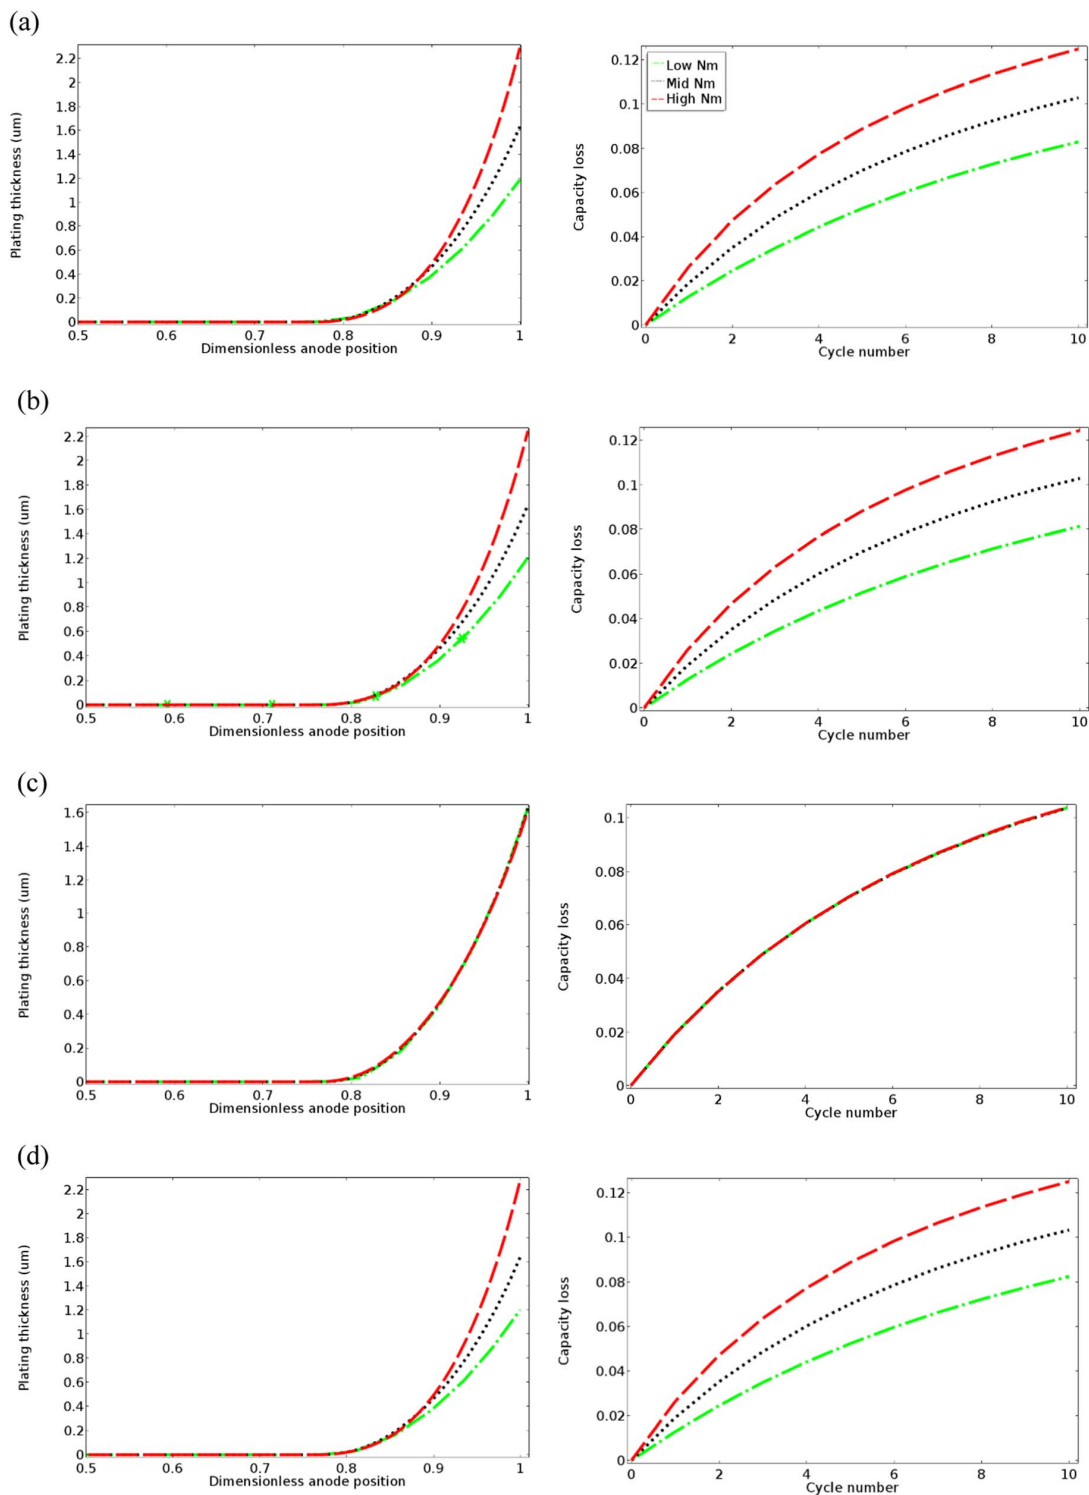 (a)
Plating thickness (um)
2.2
2
1.8
1.6
1.4
1.2
1
0.8
0.6
0.4
0.2
0
0.5 0.6 0.7 0.8 0.9 1
Dimensionless anode position
Capacity loss
0.12
0.1
0.08
0.06
0.04
0.02
0
Low Nm
Mid Nm
High Nm
0 2 4 6 8 10
Cycle number
(b)
Plating thickness (um)
2.2
2
1.8
1.6
1.4
1.2
1
0.8
0.6
0.4
0.2
0
0.5 0.6 0.7 0.8 0.9 1
Dimensionless anode position
Capacity loss
0.12
0.1
0.08
0.06
0.04
0.02
0
0 2 4 6 8 10
Cycle number
(c)
Plating thickness (um)
1.6
1.4
1.2
1
0.8
0.6
0.4
0.2
0
0.5 0.6 0.7 0.8 0.9 1
Dimensionless anode position
Capacity loss
0.1
0.08
0.06
0.04
0.02
0
0 2 4 6 8 10
Cycle number
(d)
Plating thickness (um)
2.2
2
1.8
1.6
1.4
1.2
1
0.8
0.6
0.4
0.2
0
0.5 0.6 0.7 0.8 0.9 1
Dimensionless anode position
Capacity loss
0.12
0.1
0.08
0.06
0.04
0.02
0
0 2 4 6 8 10
Cycle number